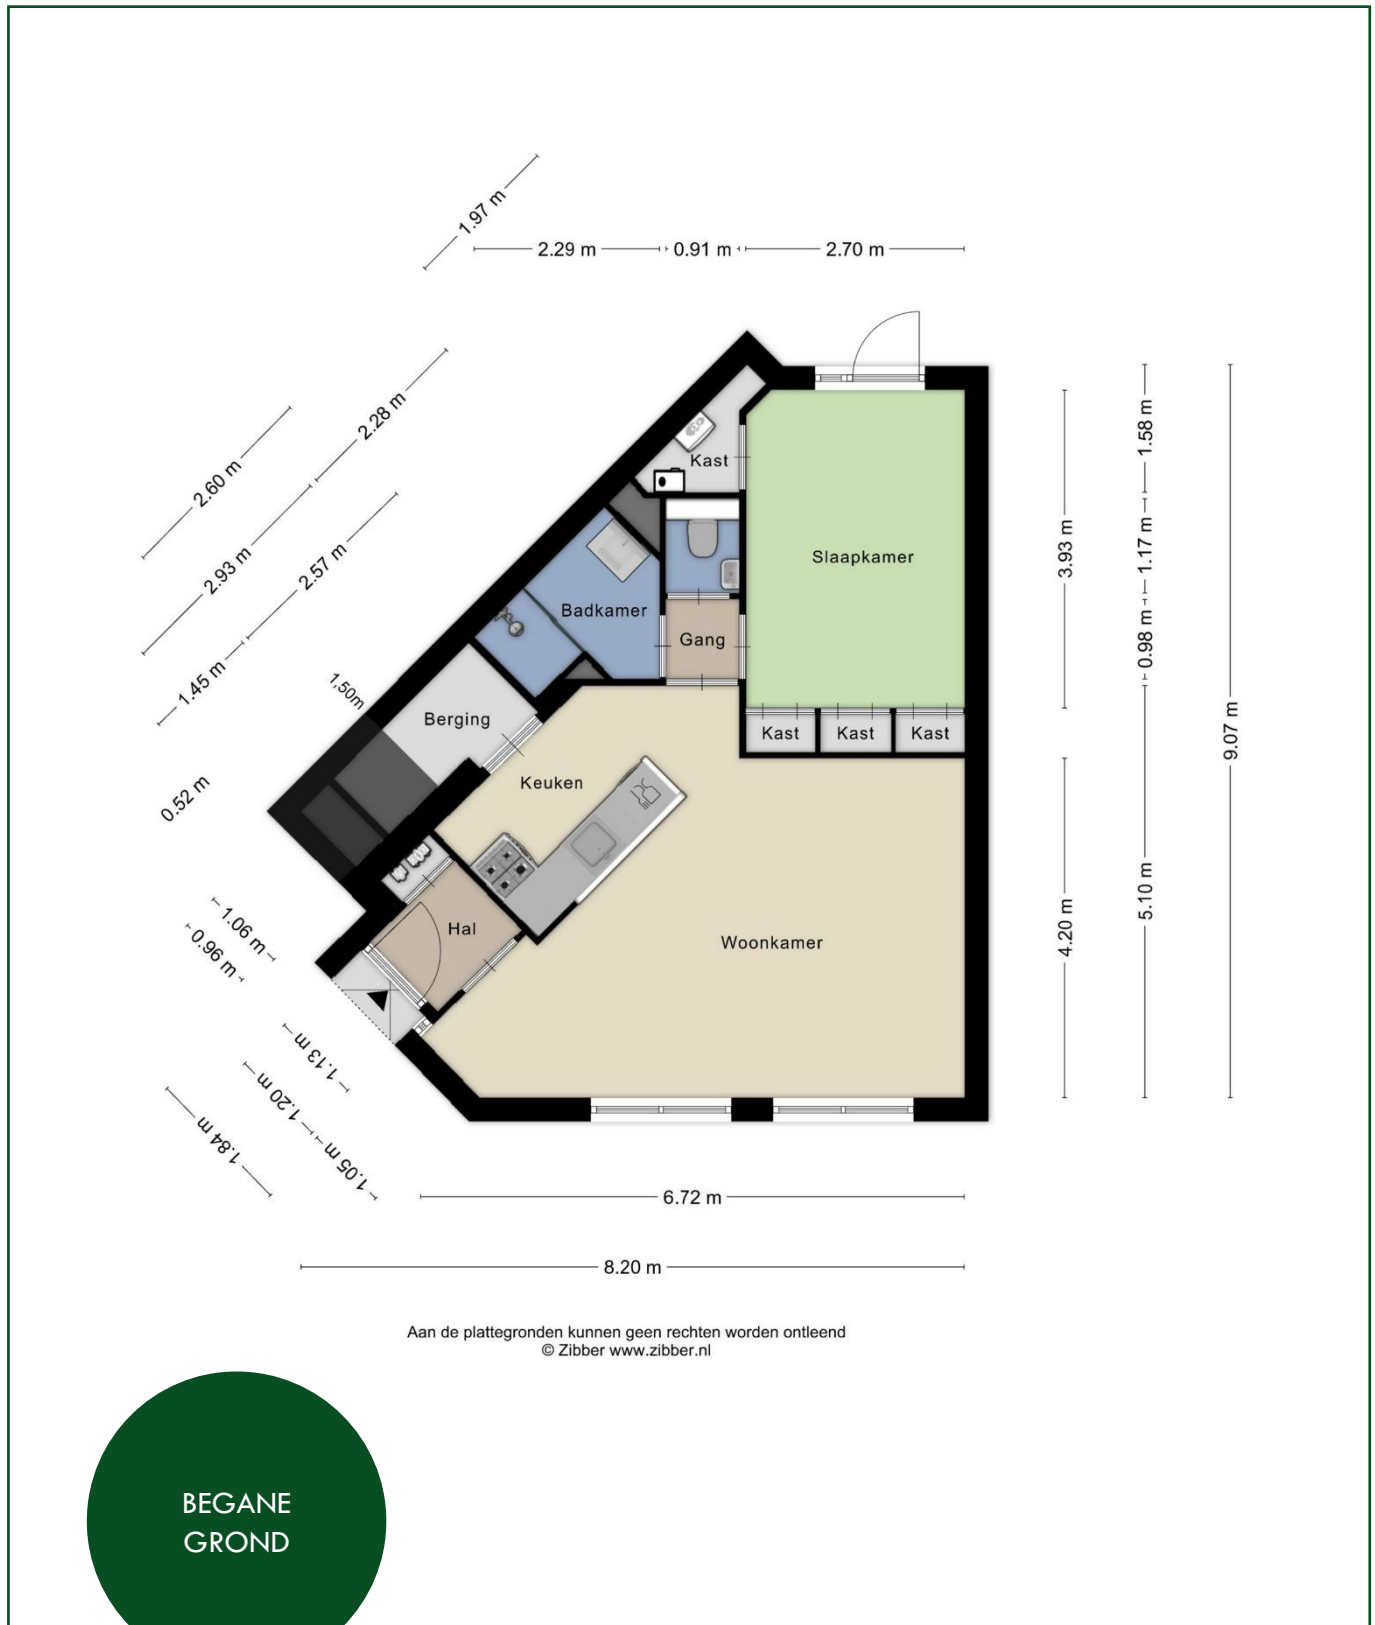 1.97 m
2.29 m
0.91 m
2.70 m
2.28 m
2.60 m
2.93 m
2.57 m
1.45 m
1,50m
0.52 m
1.58 m
1.17 m
3.93 m
0.98 m
9.07 m
5.10 m
4.20 m
Kast
Slaapkamer
Badkamer
Gang
Berging
Kast
Kast
Kast
Keuken
Hal
Woonkamer
1.06 m
0.96 m
1.13 m
1.20 m
1.05 m
1.84 m
6.72 m
8.20 m
Aan de plattegronden kunnen geen rechten worden ontleend
© Zibber www.zibber.nl
BEGANE
GROND